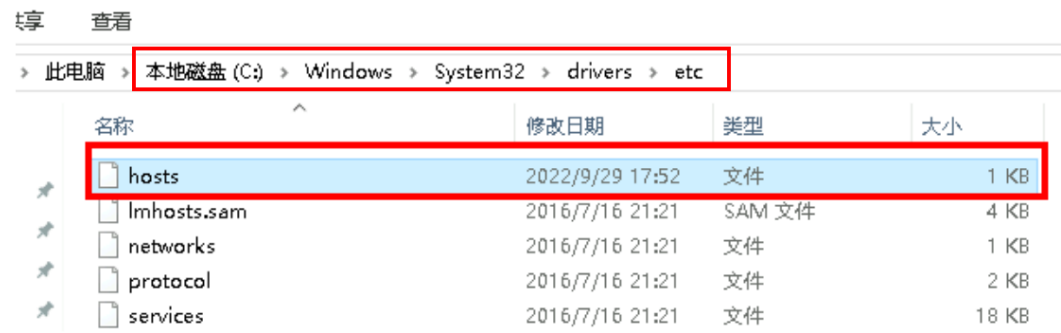 共享 查看
此电脑 > 本地磁盘 (C:) > Windows > System32 > drivers > etc
名称 修改日期 类型 大小
hosts 2022/9/29 17:52 文件 1 KB
lmhosts.sam 2016/7/16 21:21 SAM 文件 4 KB
networks 2016/7/16 21:21 文件 1 KB
protocol 2016/7/16 21:21 文件 2 KB
services 2016/7/16 21:21 文件 18 KB